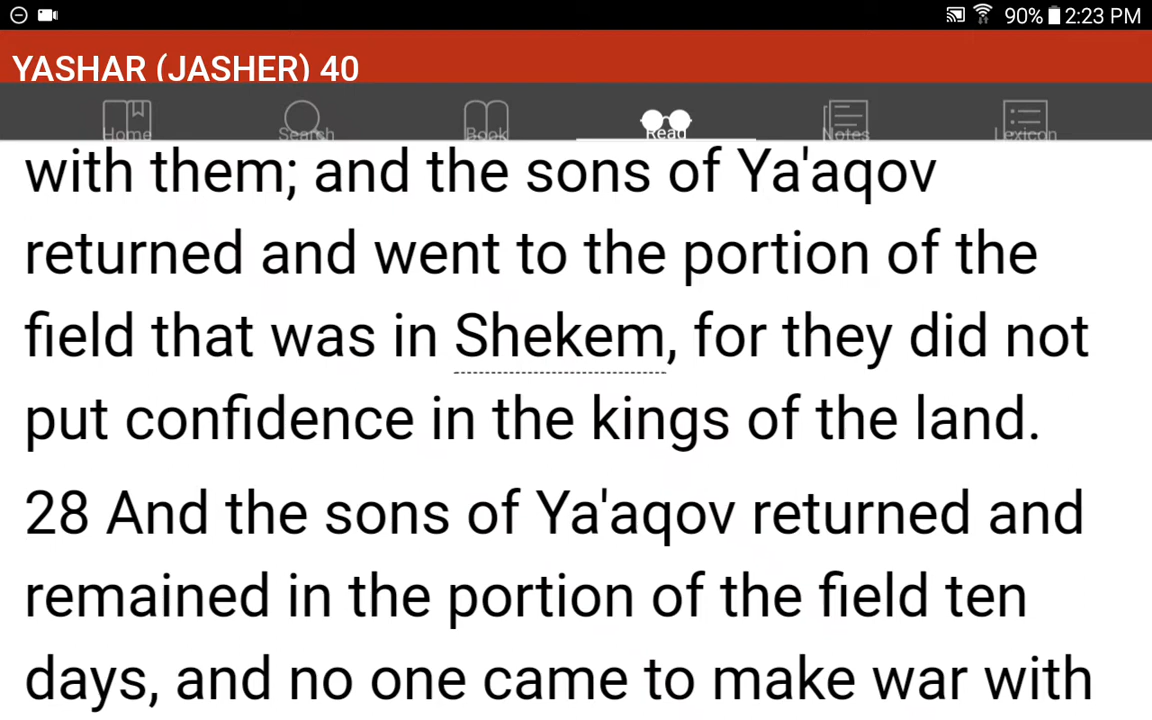 90% 2:23 PM
YASHAR (JASHER) 40
Home Search Book Read Notes Lexicon
with them; and the sons of Ya'aqov
returned and went to the portion of the
field that was in Shekem, for they did not
put confidence in the kings of the land.
28 And the sons of Ya'aqov returned and
remained in the portion of the field ten
days, and no one came to make war with